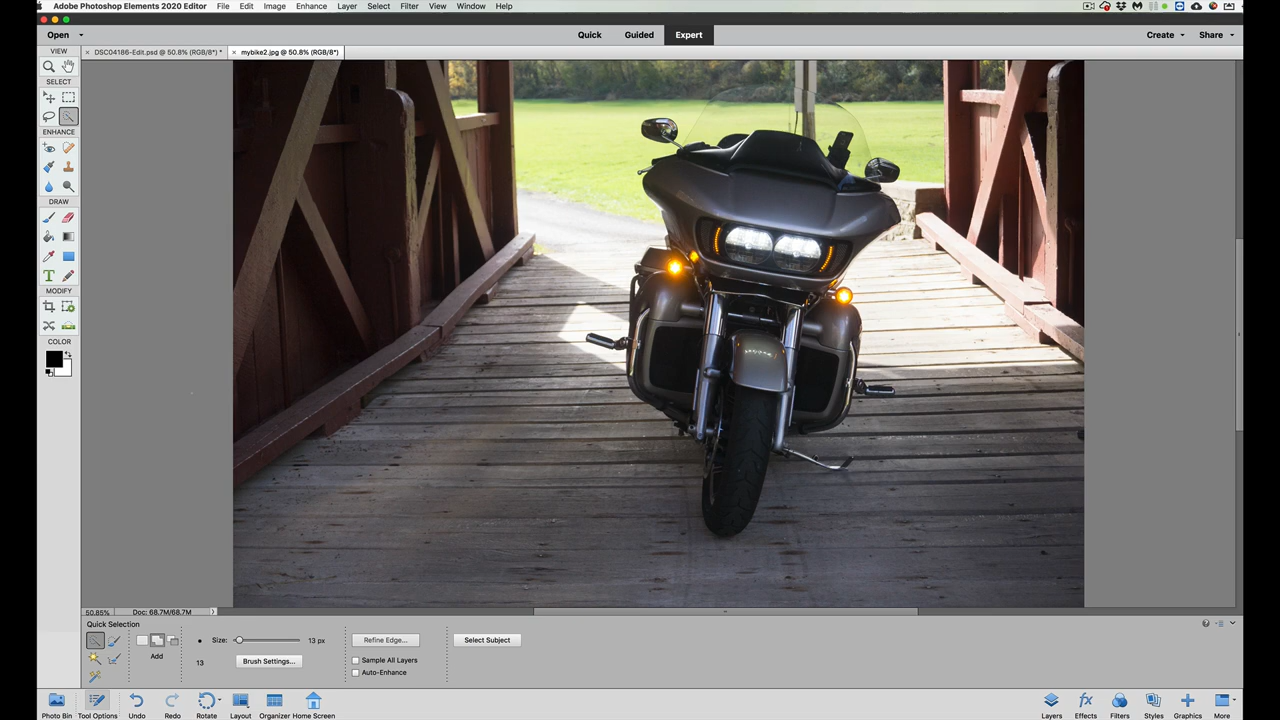 Adobe Photoshop Elements 2020 Editor File Edit Image Enhance Layer Select Filter View Window Help
Open Quick Guided Expert Create Share
VIEW
× DSC04186-Edit.psd @ 50.8% (RGB/8*) * × mybike2.jpg @ 50.8% (RGB/8*)
SELECT
ENHANCE
DRAW
T
MODIFY
COLOR
50.85% Doc: 68.7M/68.7M
Quick Selection
Size: 13 px Refine Edge... Select Subject
Add
13 Brush Settings... Sample All Layers
Auto-Enhance
Photo Bin Tool Options Undo Redo Rotate Layout Organizer Home Screen Layers Effects Filters Styles Graphics More